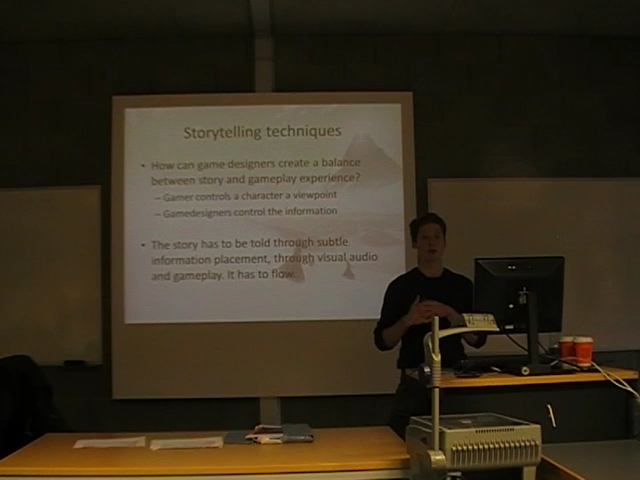 Storytelling techniques
• How can game designers create a balance
between story and gameplay experience?
– Gamer controls a character a viewpoint
– Gamedesigners control the information
• The story has to be told through subtle
information placement, through visual audio
and gameplay. It has to flow.